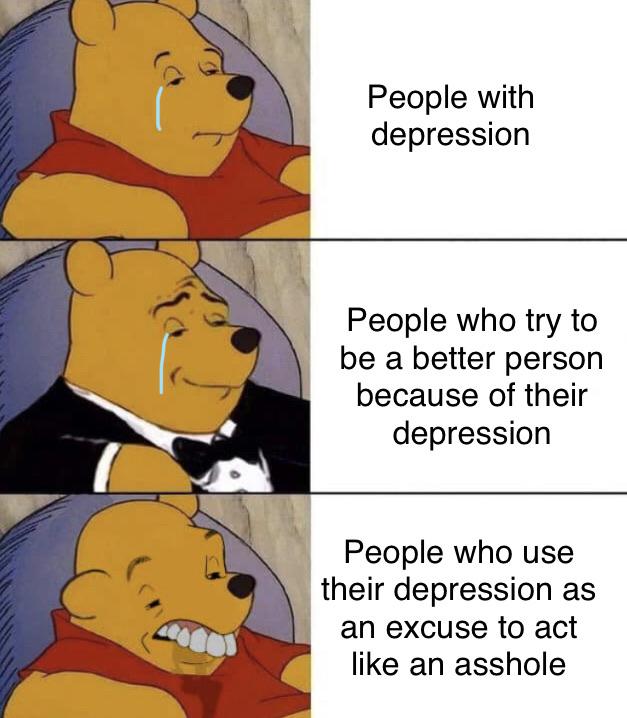 People with
depression
People who try to
be a better person
because of their
depression
People who use
their depression as
an excuse to act
like an asshole